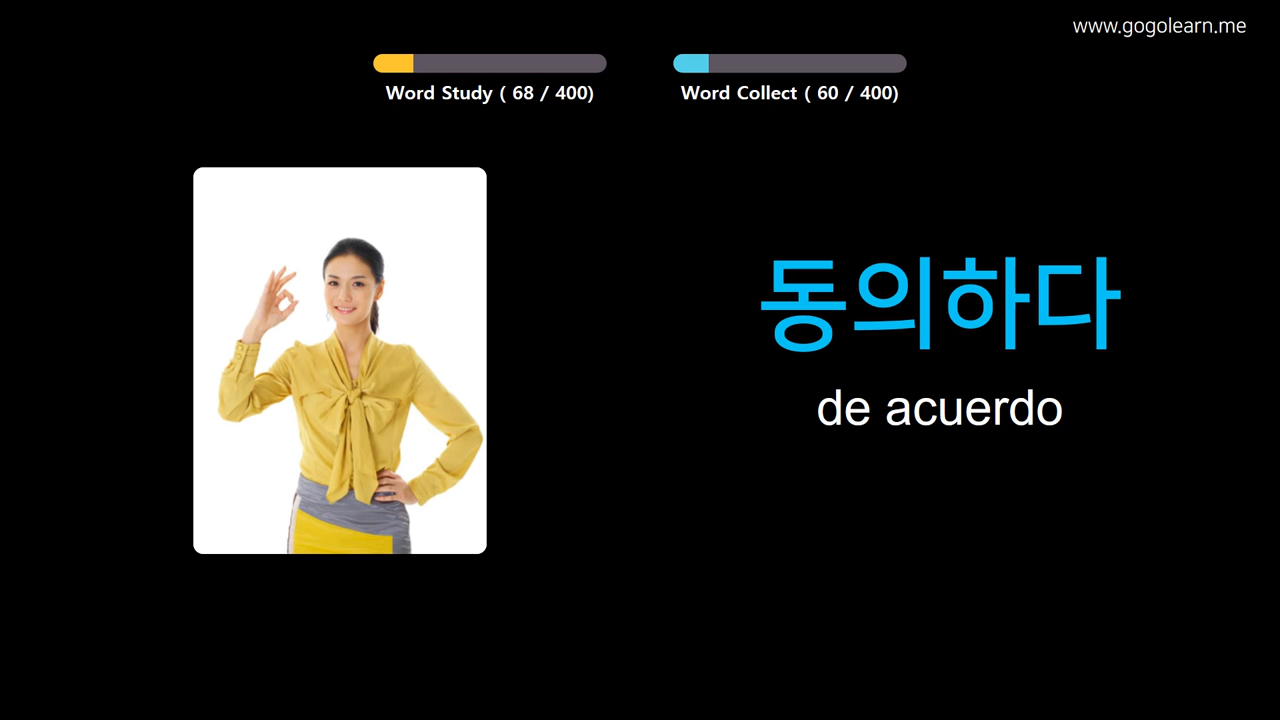 www.gogolearn.me
Word Study ( 68 / 400)
Word Collect ( 60 / 400)
동의하다
de acuerdo